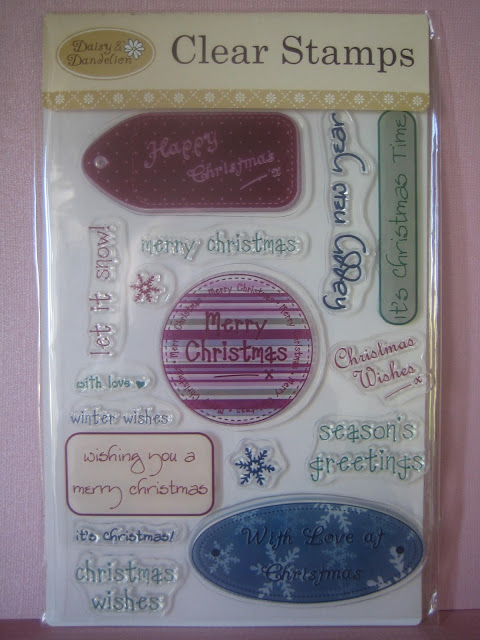 Daisy &
Dandelion
Clear Stamps
Happy
Christmas
x
happy new year
it's Christmas Time
let it snow!
merry christmas
Merry
Christmas
x
Christmas
Wishes
x
with love
winter wishes
season's
greetings
wishing you a
merry christmas
it's christmas!
christmas
wishes
With Love at
Christmas